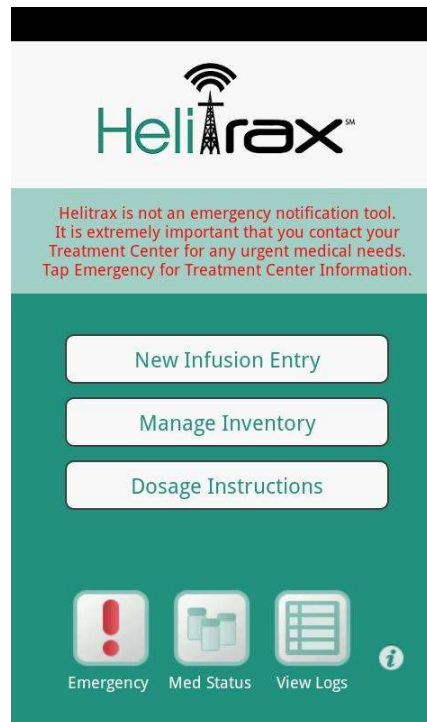 Helitrax SM
Helitrax is not an emergency notification tool.
It is extremely important that you contact your
Treatment Center for any urgent medical needs.
Tap Emergency for Treatment Center Information.
New Infusion Entry
Manage Inventory
Dosage Instructions
!
i
Emergency Med Status View Logs